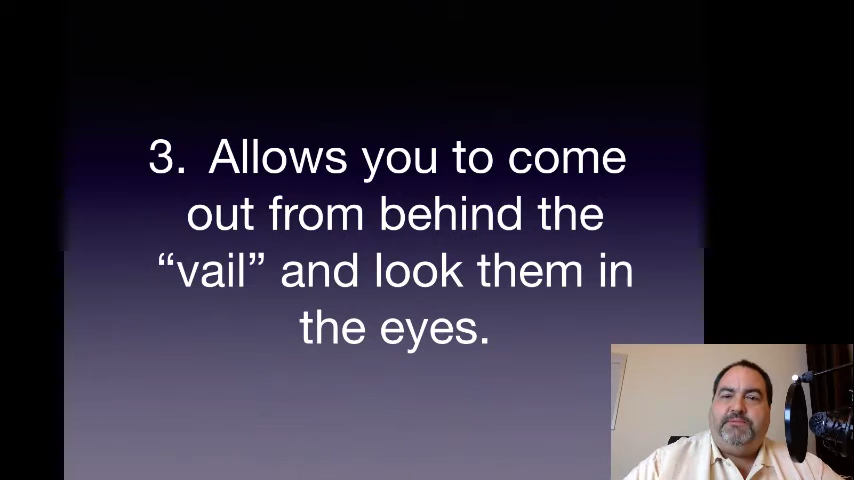 3.  Allows you to come
out from behind the
“vail” and look them in
the eyes.